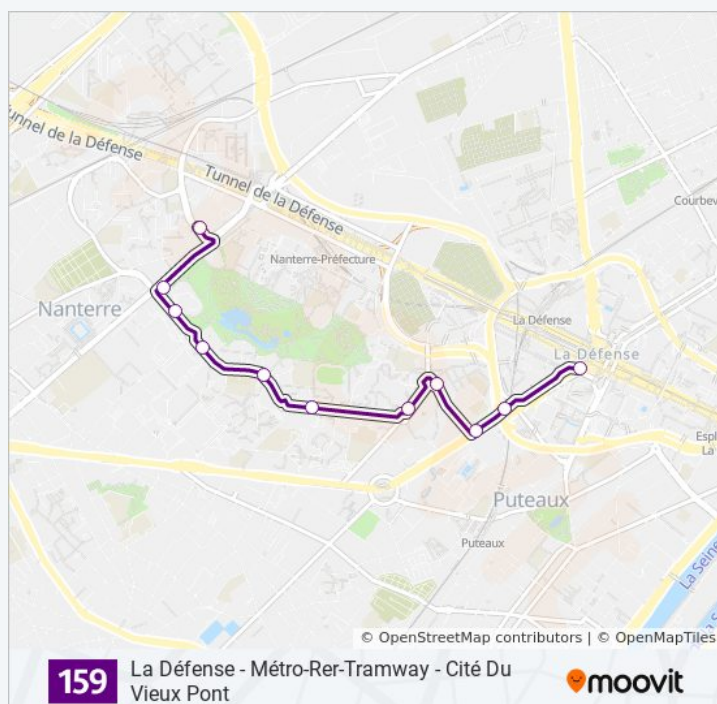 Tunnel de la Défense
Tunnel de la Défense
Courbev
Nanterre-Préfecture
Nanterre
La Défense
La Défense
Espl
La
Puteaux
Puteaux
La Seine
La S
© OpenStreetMap contributors | © OpenMapTiles
159
La Défense - Métro-Rer-Tramway - Cité Du
Vieux Pont
moovit